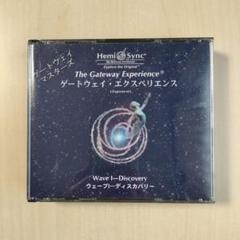 ゲートウェイ
マスターズ
Hemi Sync®
The Gateway Experience®
ゲートウェイ・エクスペリエンス
(Japanese)
Wave I—Discovery
ウェーブI—ディスカバリー